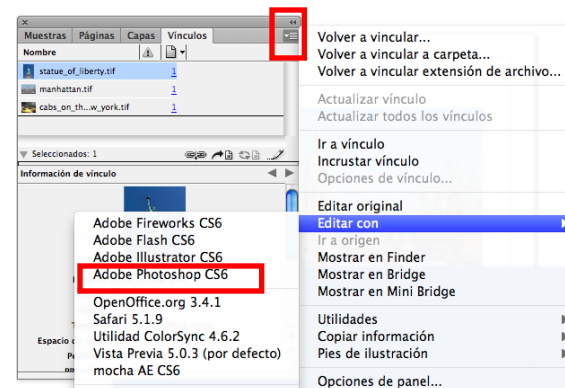 Muestras Páginas Capas Vínculos
Nombre
statue_of_liberty.tif 1
manhattan.tif 1
cabs_on_th...w_york.tif 1
Seleccionados: 1
Información de vínculo
Volver a vincular...
Volver a vincular a carpeta...
Volver a vincular extensión de archivo...
Actualizar vínculo
Actualizar todos los vínculos
Ir a vínculo
Incrustar vínculo
Opciones de vínculo...
Editar original
Editar con
Ir a origen
Mostrar en Finder
Mostrar en Bridge
Mostrar en Mini Bridge
Utilidades
Copiar información
Pies de ilustración
Opciones de panel...
Adobe Fireworks CS6
Adobe Flash CS6
Adobe Illustrator CS6
Adobe Photoshop CS6
OpenOffice.org 3.4.1
Safari 5.1.9
Utilidad ColorSync 4.6.2
Vista Previa 5.0.3 (por defecto)
mocha AE CS6
Espacio